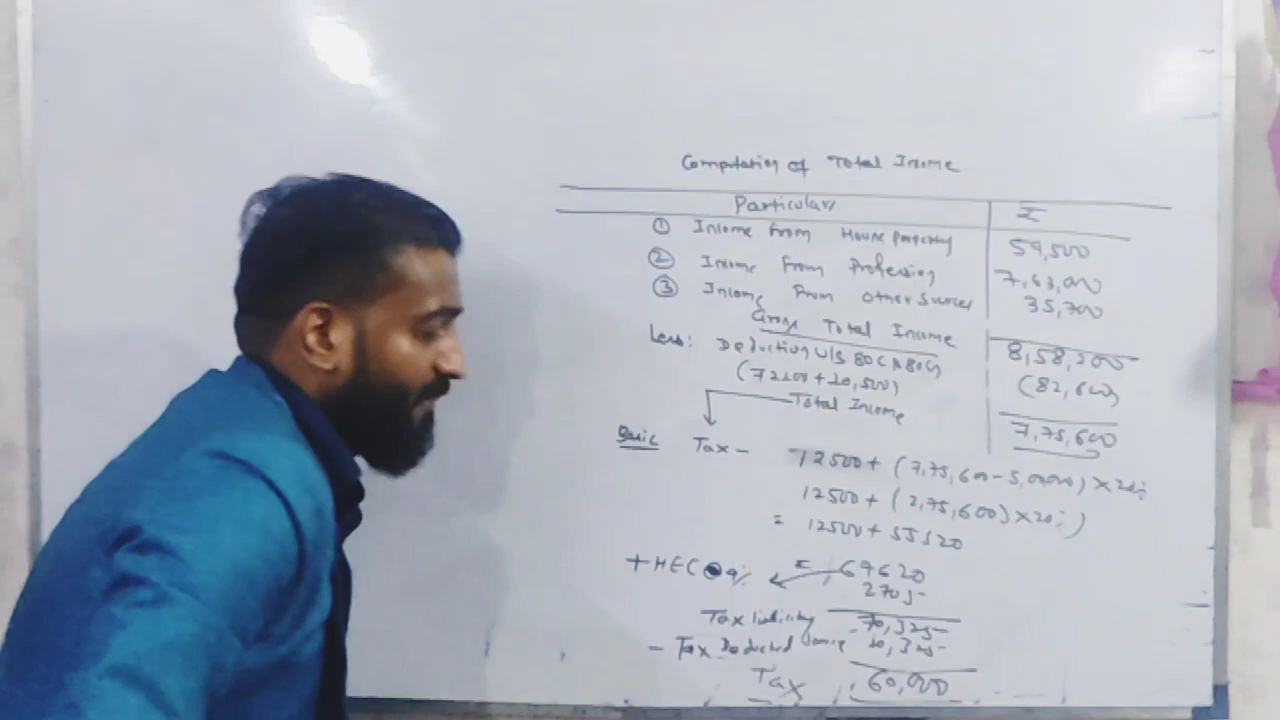 Computation of Total Income
Particulars ₹
① Income From House property 59,500
② Income From Profession 7,63,000
③ Income From Other Sources 35,700
Gross Total Income 8,58,200
Less: Deduction U/S 80C & 80G (82,600)
(72100+10,500)
Total Income 7,75,600
Basic Tax - 12500+ (7,75,600-5,00,000) × 20%
12500 + (2,75,600) × 20%)
= 12500 + 55120
+ HEC @ 4% = 67620
2705-
Tax liability 70,325-
- Tax Deducted Source 10,325-
Tax 60,000